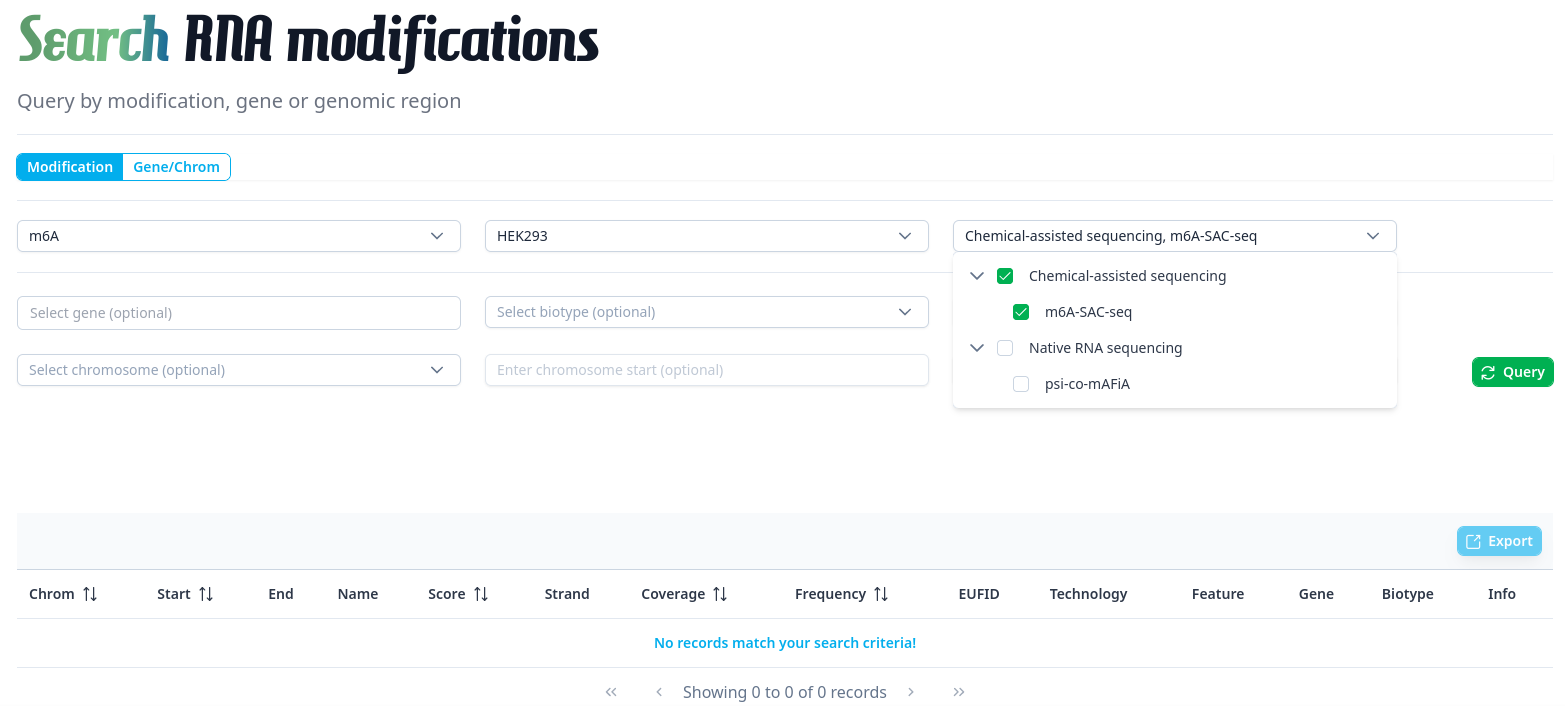 Search RNA modifications
Query by modification, gene or genomic region
Modification Gene/Chrom
m6A HEK293 Chemical-assisted sequencing, m6A-SAC-seq
Chemical-assisted sequencing
Select gene (optional) Select biotype (optional) m6A-SAC-seq
Native RNA sequencing
Select chromosome (optional) Enter chromosome start (optional) Query
psi-co-mAFiA
Export
Chrom Start End Name Score Strand Coverage Frequency EUFID Technology Feature Gene Biotype Info
No records match your search criteria!
Showing 0 to 0 of 0 records